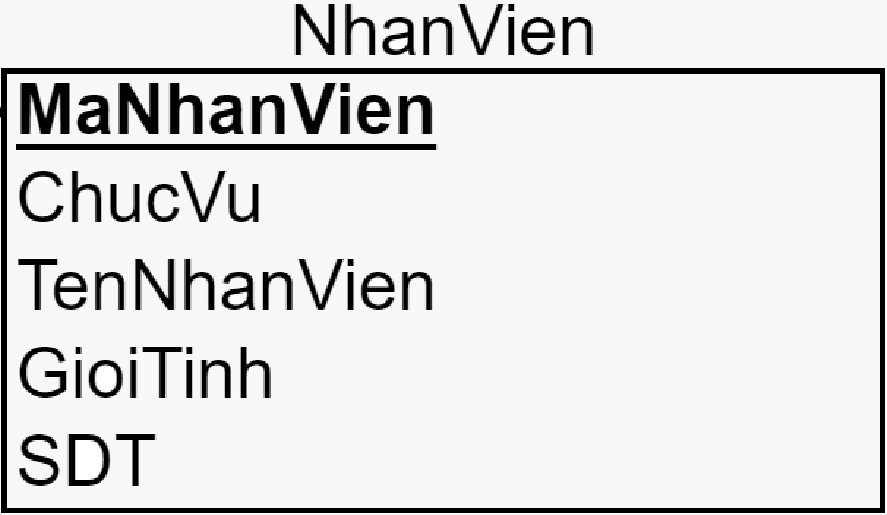 NhanVien
MaNhanVien
ChucVu
TenNhanVien
GioiTinh
SDT